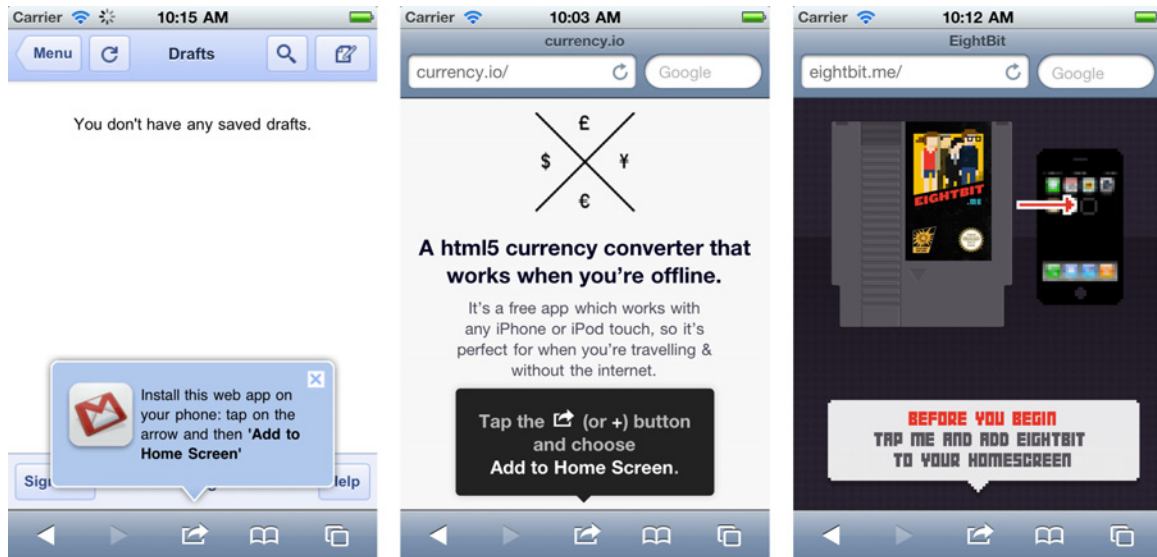 Carrier 10:15 AM
Menu Drafts
You don't have any saved drafts.
Install this web app on
your phone: tap on the
arrow and then 'Add to
Home Screen'
Carrier 10:03 AM
currency.io
currency.io/ Google
£
$ ¥
€
A html5 currency converter that
works when you're offline.
It's a free app which works with
any iPhone or iPod touch, so it's
perfect for when you're travelling &
without the internet.
Tap the (or +) button
and choose
Add to Home Screen.
Carrier 10:12 AM
EightBit
eightbit.me/ Google
EIGHTBIT
.ME
BEFORE YOU BEGIN
TAP ME AND ADD EIGHTBIT
TO YOUR HOMESCREEN